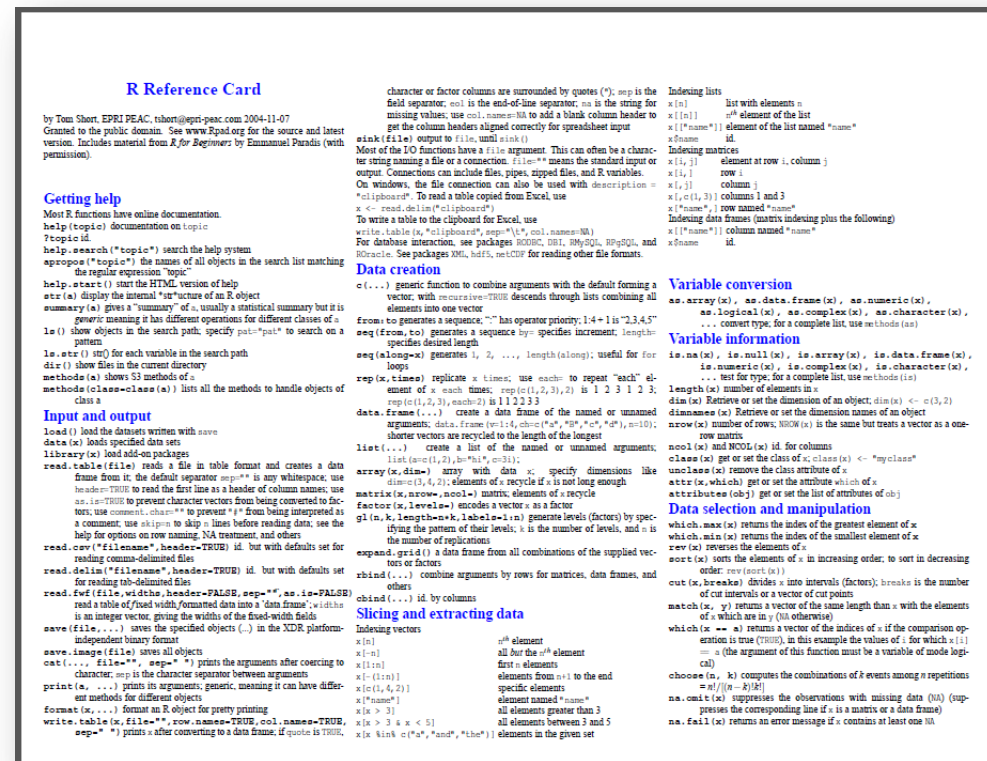 R Reference Card
by Tom Short, EPRI PEAC, tshort@epri-peac.com 2004-11-07
Granted to the public domain. See www.Rpad.org for the source and latest
version. Includes material from R for Beginners by Emmanuel Paradis (with
permission).
Getting help
Most R functions have online documentation.
help(topic) documentation on topic
?topic id.
help.search("topic") search the help system
apropos("topic") the names of all objects in the search list matching
the regular expression "topic"
help.start() start the HTML version of help
str(a) display the internal *str*ucture of an R object
summary(a) gives a "summary" of a, usually a statistical summary but it is
generic meaning it has different operations for different classes of a
ls() show objects in the search path; specify pat="pat" to search on a
pattern
ls.str() str() for each variable in the search path
dir() show files in the current directory
methods(a) shows S3 methods of a
methods(class=class(a)) lists all the methods to handle objects of
class a
Input and output
load() load the datasets written with save
data(x) loads specified data sets
library(x) load add-on packages
read.table(file) reads a file in table format and creates a data
frame from it; the default separator sep="" is any whitespace; use
header=TRUE to read the first line as a header of column names; use
as.is=TRUE to prevent character vectors from being converted to fac-
tors; use comment.char="" to prevent "#" from being interpreted as
a comment; use skip=n to skip n lines before reading data; see the
help for options on row naming, NA treatment, and others
read.csv("filename",header=TRUE) id. but with defaults set for
reading comma-delimited files
read.delim("filename",header=TRUE) id. but with defaults set
for reading tab-delimited files
read.fwf(file,widths,header=FALSE,sep="",as.is=FALSE)
read a table of fixed width formatted data into a 'data.frame'; widths
is an integer vector, giving the widths of the fixed-width fields
save(file,...) saves the specified objects (...) in the XDR platform-
independent binary format
save.image(file) saves all objects
cat(..., file="", sep=" ") prints the arguments after coercing to
character; sep is the character separator between arguments
print(a, ...) prints its arguments; generic, meaning it can have differ-
ent methods for different objects
format(x,...) format an R object for pretty printing
write.table(x,file="",row.names=TRUE,col.names=TRUE,
sep=" ") prints x after converting to a data frame; if quote is TRUE,
character or factor columns are surrounded by quotes ("); sep is the
field separator; eol is the end-of-line separator; na is the string for
missing values; use col.names=NA to add a blank column header to
get the column headers aligned correctly for spreadsheet input
sink(file) output to file, until sink()
Most of the I/O functions have a file argument. This can often be a charac-
ter string naming a file or a connection. file="" means the standard input or
output. Connections can include files, pipes, zipped files, and R variables.
On windows, the file connection can also be used with description =
"clipboard". To read a table copied from Excel, use
x <- read.delim("clipboard")
To write a table to the clipboard for Excel, use
write.table(x,"clipboard",sep="\t",col.names=NA)
For database interaction, see packages RODBC, DBI, RMySQL, RPgSQL, and
ROracle. See packages XML, hdf5, netCDF for reading other file formats.
Data creation
c(...) generic function to combine arguments with the default forming a
vector; with recursive=TRUE descends through lists combining all
elements into one vector
from:to generates a sequence; ":" has operator priority; 1:4 + 1 is "2,3,4,5"
seq(from,to) generates a sequence by= specifies increment; length=
specifies desired length
seq(along=x) generates 1, 2, ..., length(along); useful for for
loops
rep(x,times) replicate x times; use each= to repeat "each" el-
ement of x each times; rep(c(1,2,3),2) is 1 2 3 1 2 3;
rep(c(1,2,3),each=2) is 1 1 2 2 3 3
data.frame(...) create a data frame of the named or unnamed
arguments; data.frame(v=1:4,ch=c("a","B","c","d"),n=10);
shorter vectors are recycled to the length of the longest
list(...) create a list of the named or unnamed arguments;
list(a=c(1,2),b="hi",c=3i);
array(x,dim=) array with data x; specify dimensions like
dim=c(3,4,2); elements of x recycle if x is not long enough
matrix(x,nrow=,ncol=) matrix; elements of x recycle
factor(x,levels=) encodes a vector x as a factor
gl(n,k,length=n*k,labels=1:n) generate levels (factors) by spec-
ifying the pattern of their levels; k is the number of levels, and n is
the number of replications
expand.grid() a data frame from all combinations of the supplied vec-
tors or factors
rbind(...) combine arguments by rows for matrices, data frames, and
others
cbind(...) id. by columns
Slicing and extracting data
Indexing vectors
x[n] nth element
x[-n] all but the nth element
x[1:n] first n elements
x[-(1:n)] elements from n+1 to the end
x[c(1,4,2)] specific elements
x["name"] element named "name"
x[x > 3] all elements greater than 3
x[x > 3 & x < 5] all elements between 3 and 5
x[x %in% c("a","and","the")] elements in the given set
Indexing lists
x[n] list with elements n
x[[n]] nth element of the list
x[["name"]] element of the list named "name"
x$name id.
Indexing matrices
x[i,j] element at row i, column j
x[i,] row i
x[,j] column j
x[,c(1,3)] columns 1 and 3
x["name",] row named "name"
Indexing data frames (matrix indexing plus the following)
x[["name"]] column named "name"
x$name id.
Variable conversion
as.array(x), as.data.frame(x), as.numeric(x),
as.logical(x), as.complex(x), as.character(x),
... convert type; for a complete list, use methods(as)
Variable information
is.na(x), is.null(x), is.array(x), is.data.frame(x),
is.numeric(x), is.complex(x), is.character(x),
... test for type; for a complete list, use methods(is)
length(x) number of elements in x
dim(x) Retrieve or set the dimension of an object; dim(x) <- c(3,2)
dimnames(x) Retrieve or set the dimension names of an object
nrow(x) number of rows; NROW(x) is the same but treats a vector as a one-
row matrix
ncol(x) and NCOL(x) id. for columns
class(x) get or set the class of x; class(x) <- "myclass"
unclass(x) remove the class attribute of x
attr(x,which) get or set the attribute which of x
attributes(obj) get or set the list of attributes of obj
Data selection and manipulation
which.max(x) returns the index of the greatest element of x
which.min(x) returns the index of the smallest element of x
rev(x) reverses the elements of x
sort(x) sorts the elements of x in increasing order; to sort in decreasing
order: rev(sort(x))
cut(x,breaks) divides x into intervals (factors); breaks is the number
of cut intervals or a vector of cut points
match(x, y) returns a vector of the same length than x with the elements
of x which are in y (NA otherwise)
which(x == a) returns a vector of the indices of x if the comparison op-
eration is true (TRUE), in this example the values of i for which x[i]
== a (the argument of this function must be a variable of mode logi-
cal)
choose(n, k) computes the combinations of k events among n repetitions
= n!/[(n − k)!k!]
na.omit(x) suppresses the observations with missing data (NA) (sup-
presses the corresponding line if x is a matrix or a data frame)
na.fail(x) returns an error message if x contains at least one NA